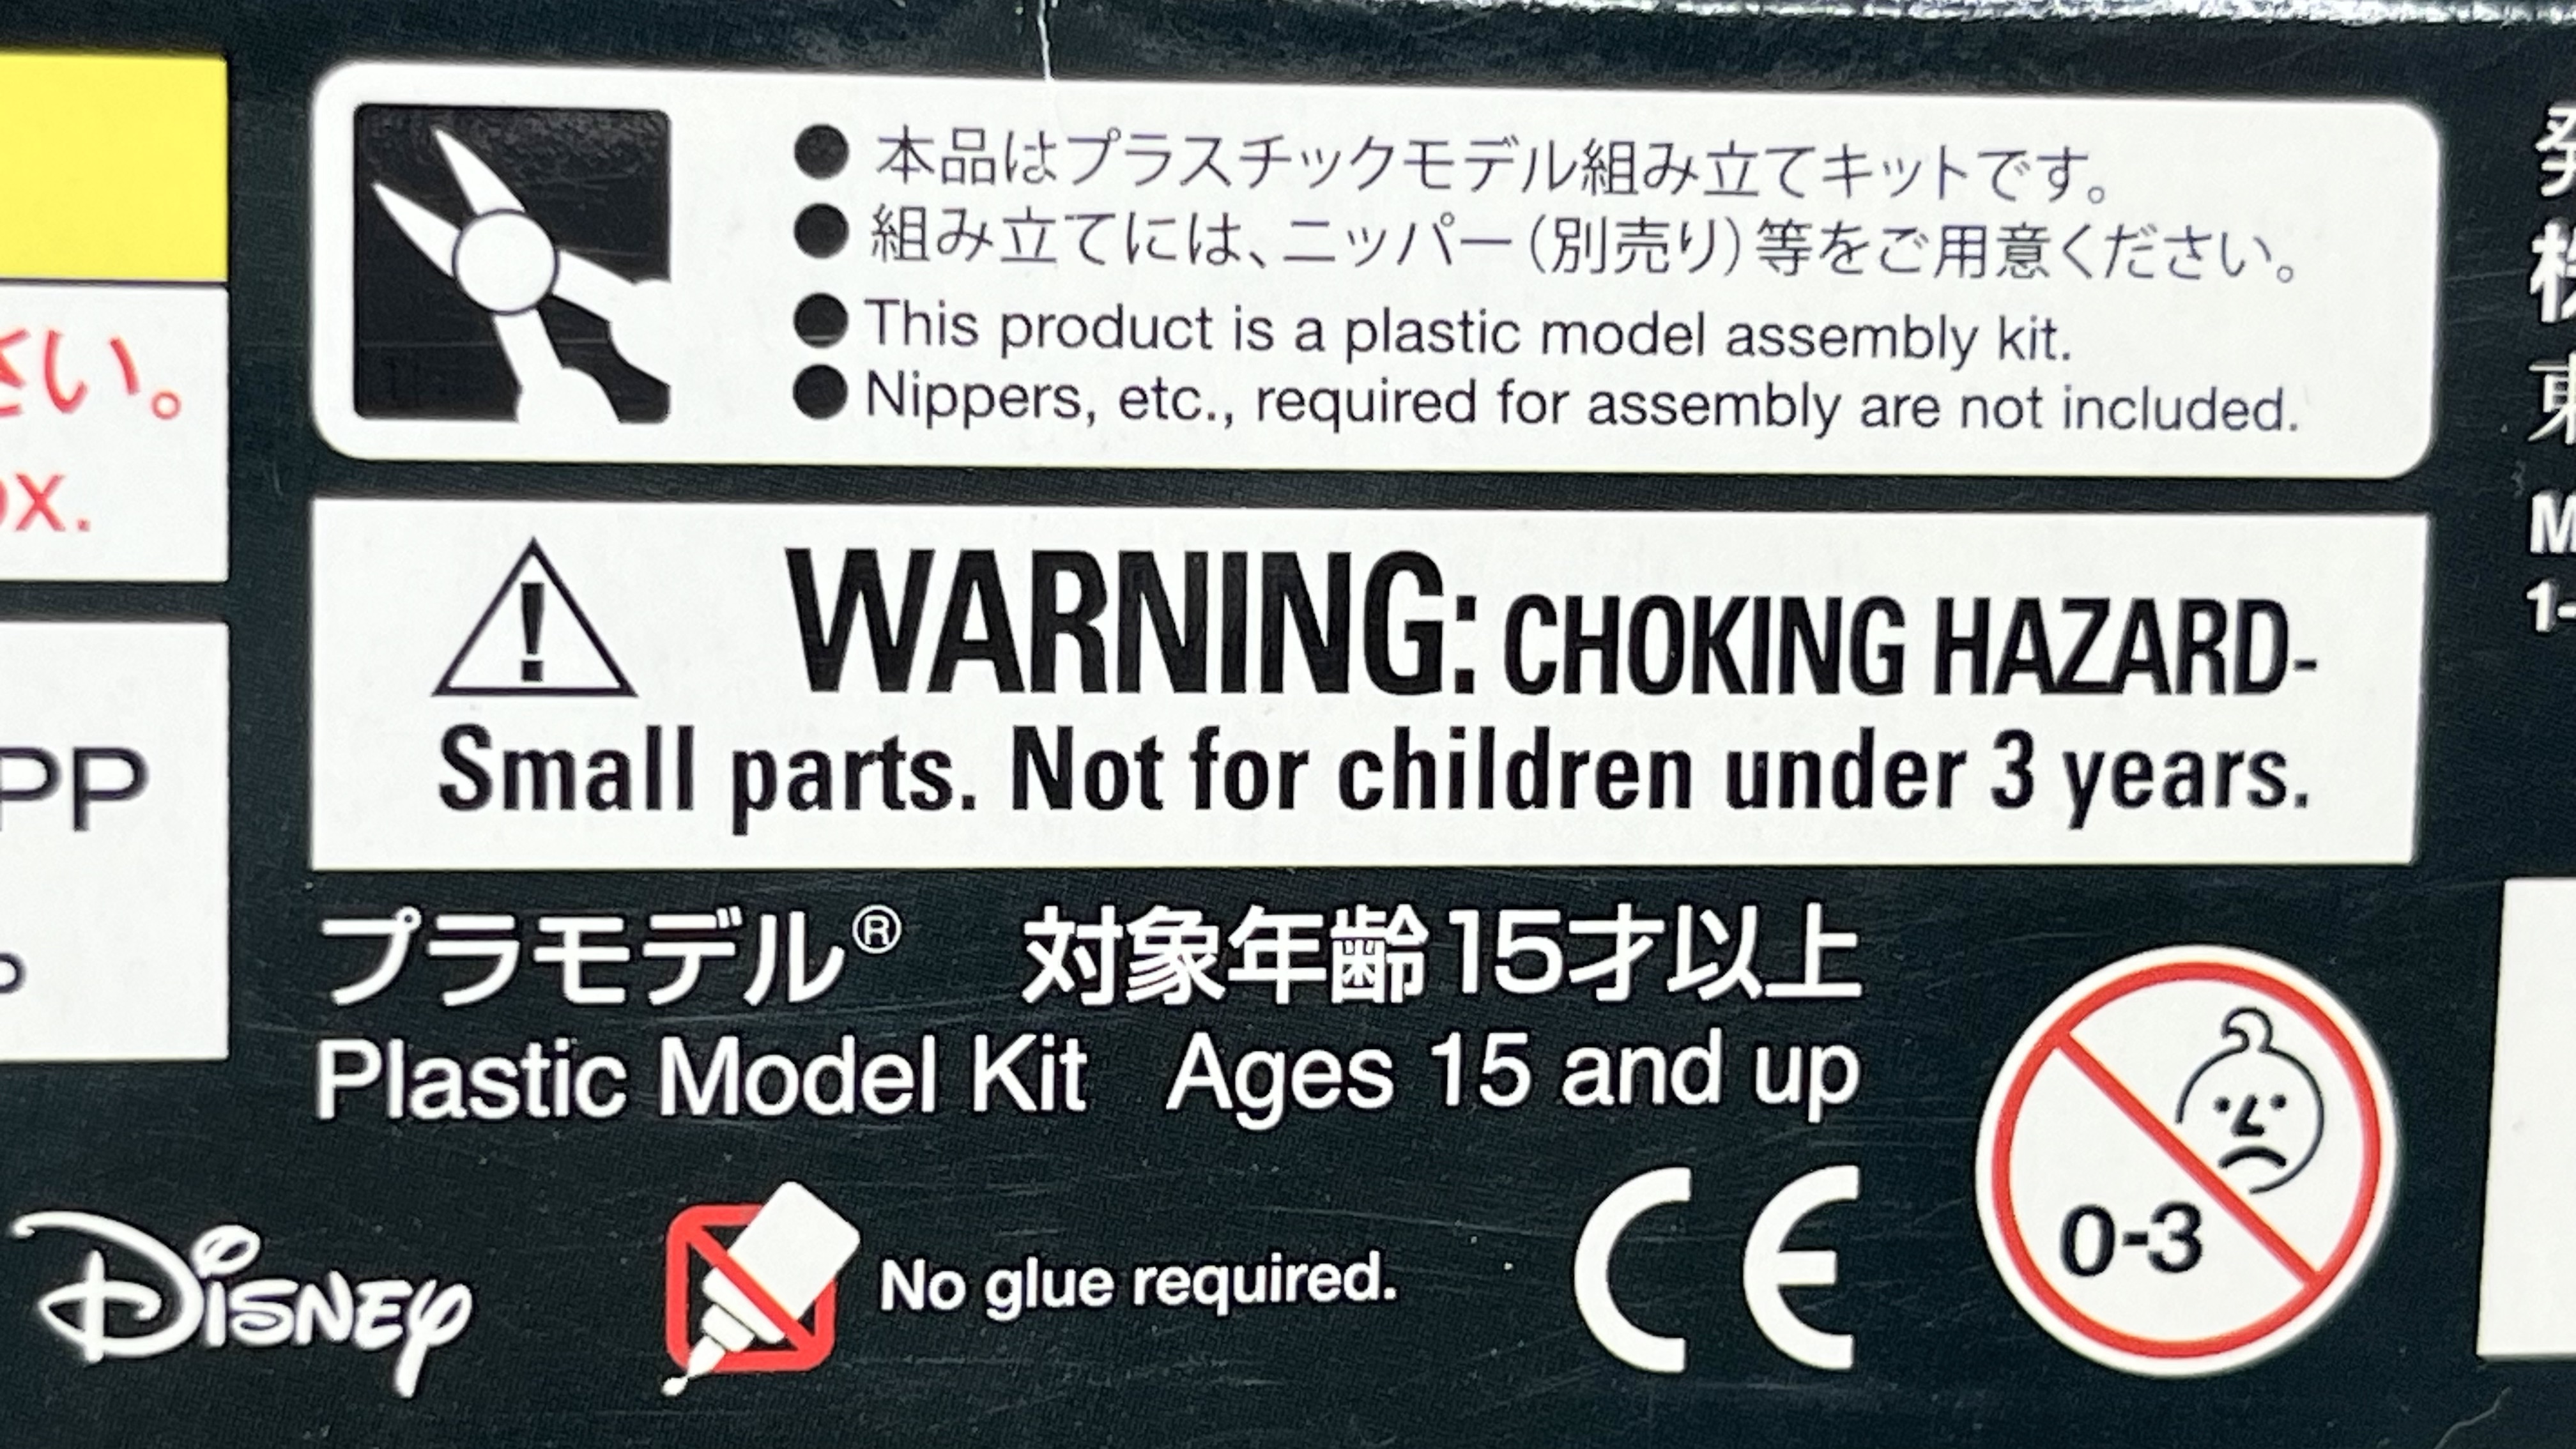 ● 本品はプラスチックモデル組み立てキットです。
● 組み立てには、ニッパー(別売り)等をご用意ください。
● This product is a plastic model assembly kit.
● Nippers, etc., required for assembly are not included.
さい。
WARNING: CHOKING HAZARD-
Small parts. Not for children under 3 years.
PP
プラモデル® 対象年齢15才以上
Plastic Model Kit Ages 15 and up
Disney
No glue required.
CE
0-3
東